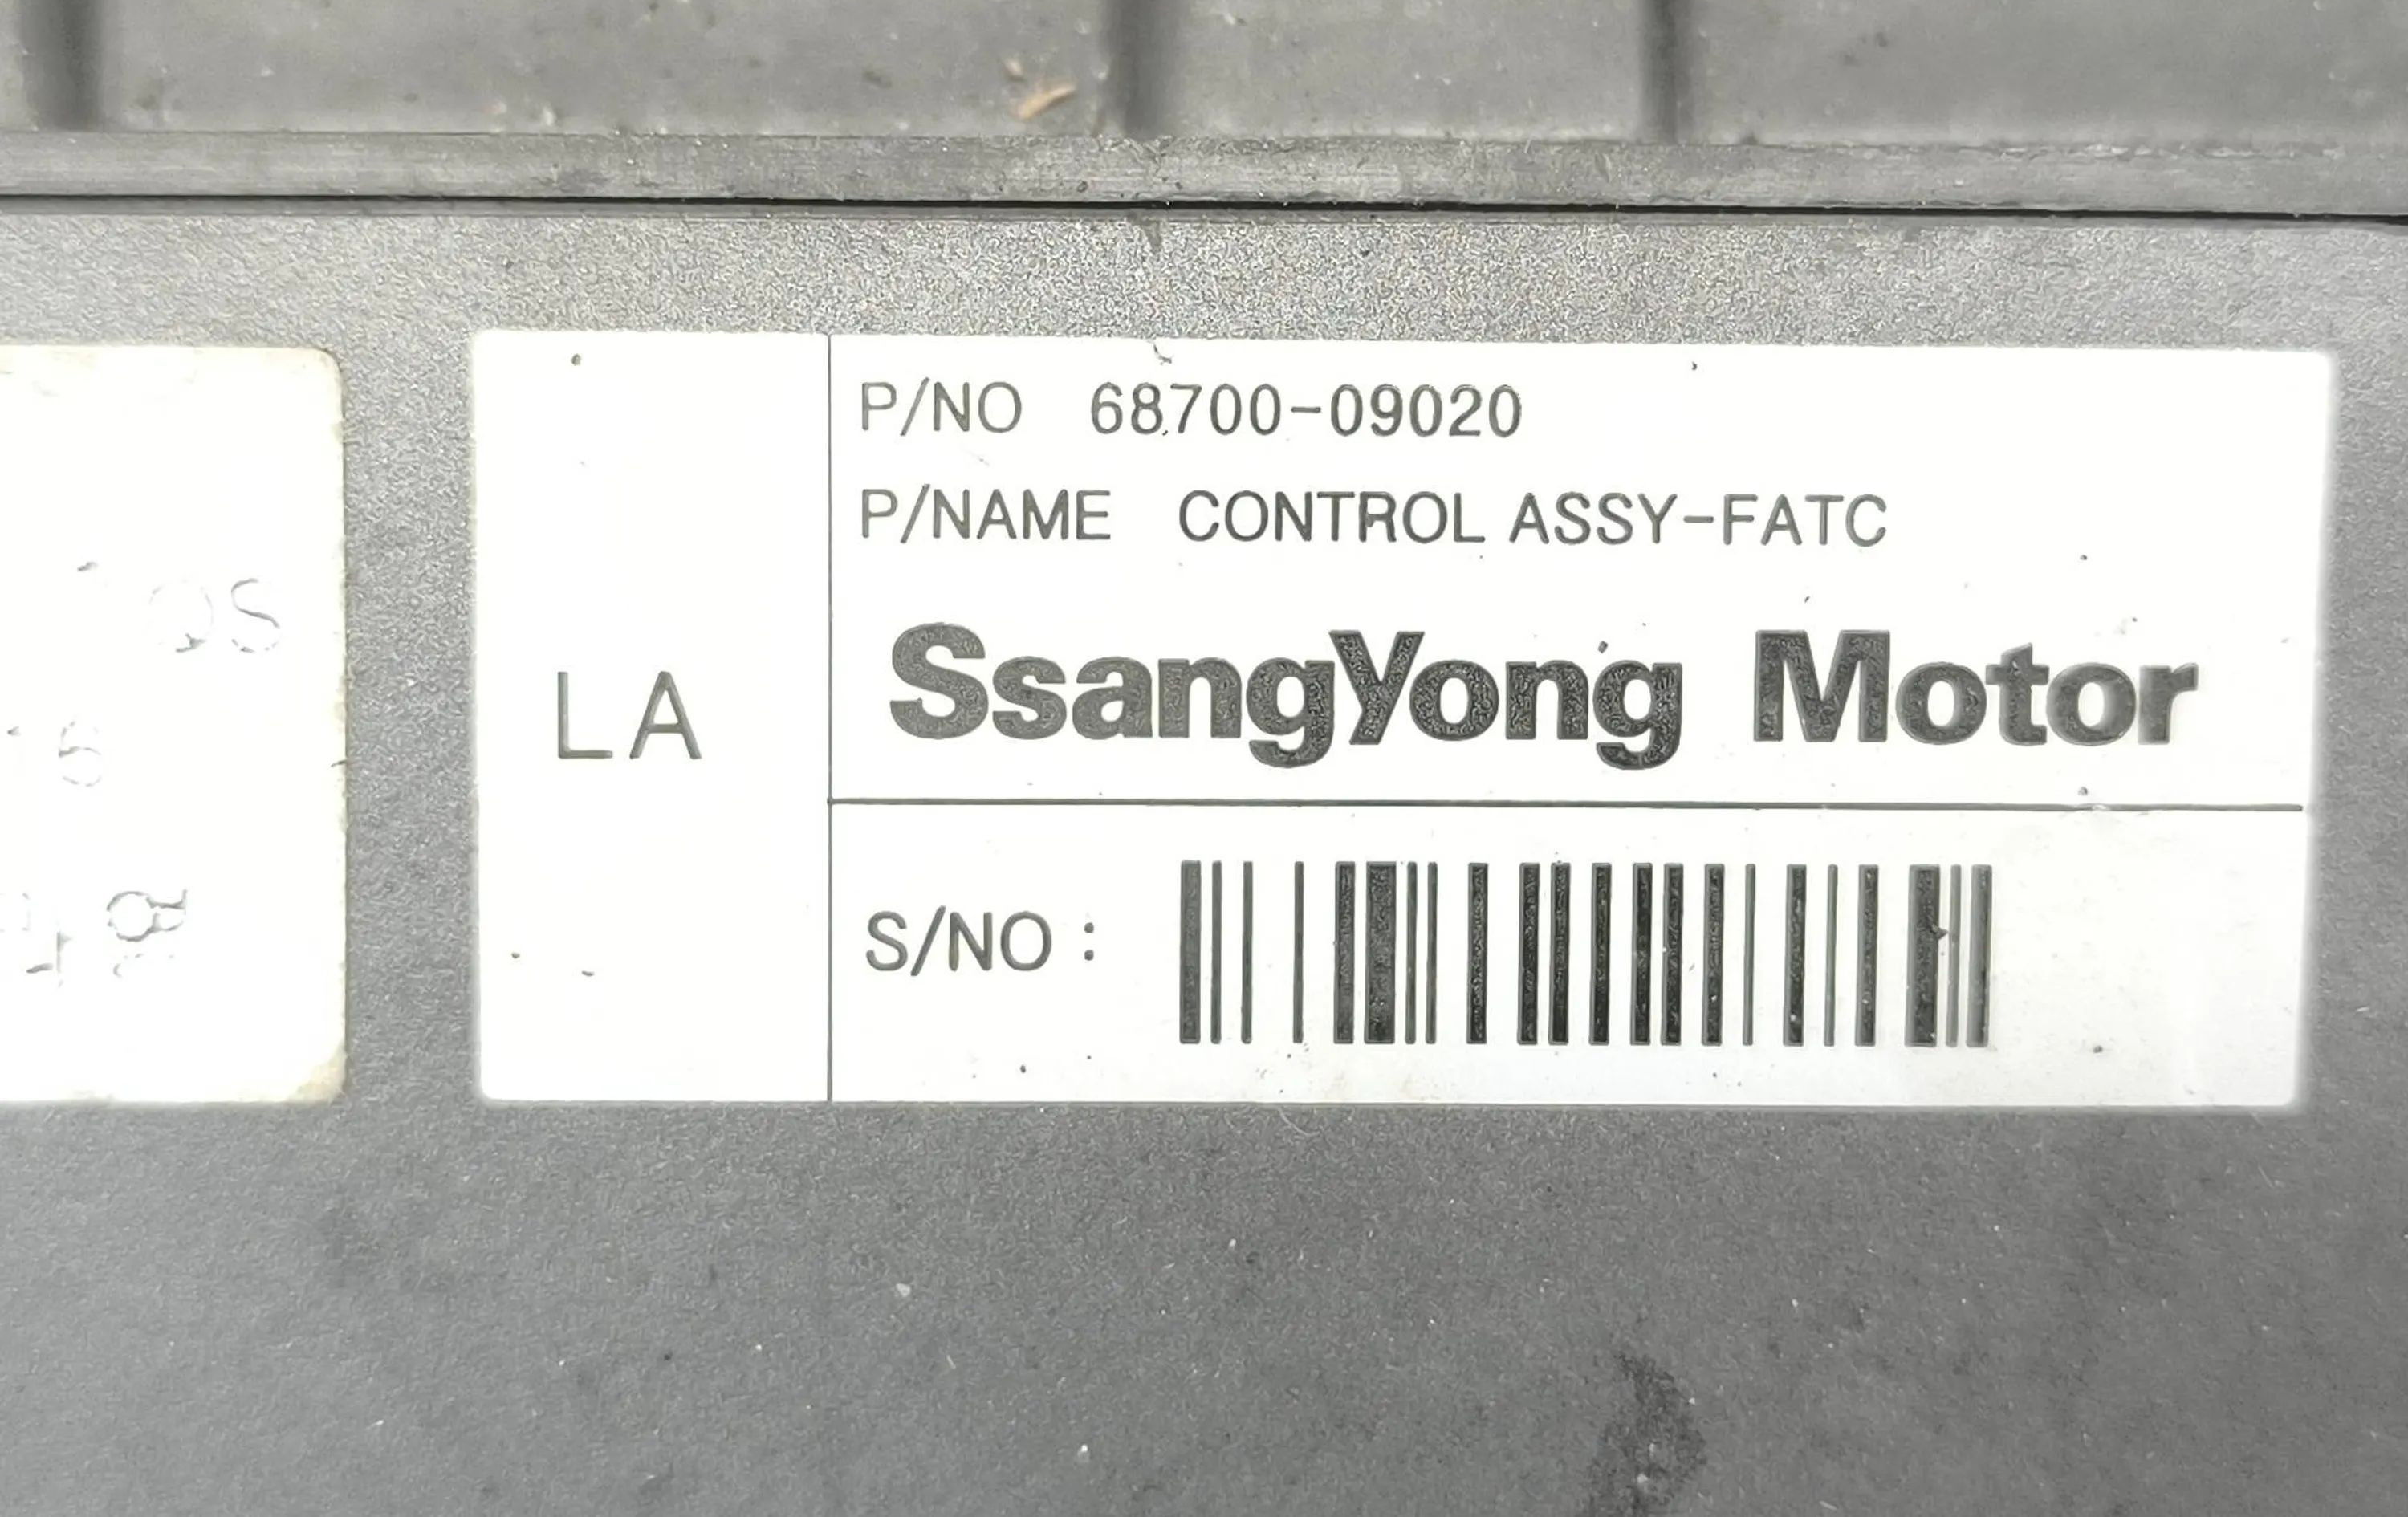 P/NO 68700-09020
P/NAME CONTROL ASSY-FATC
SsangYong Motor
LA
S/NO :